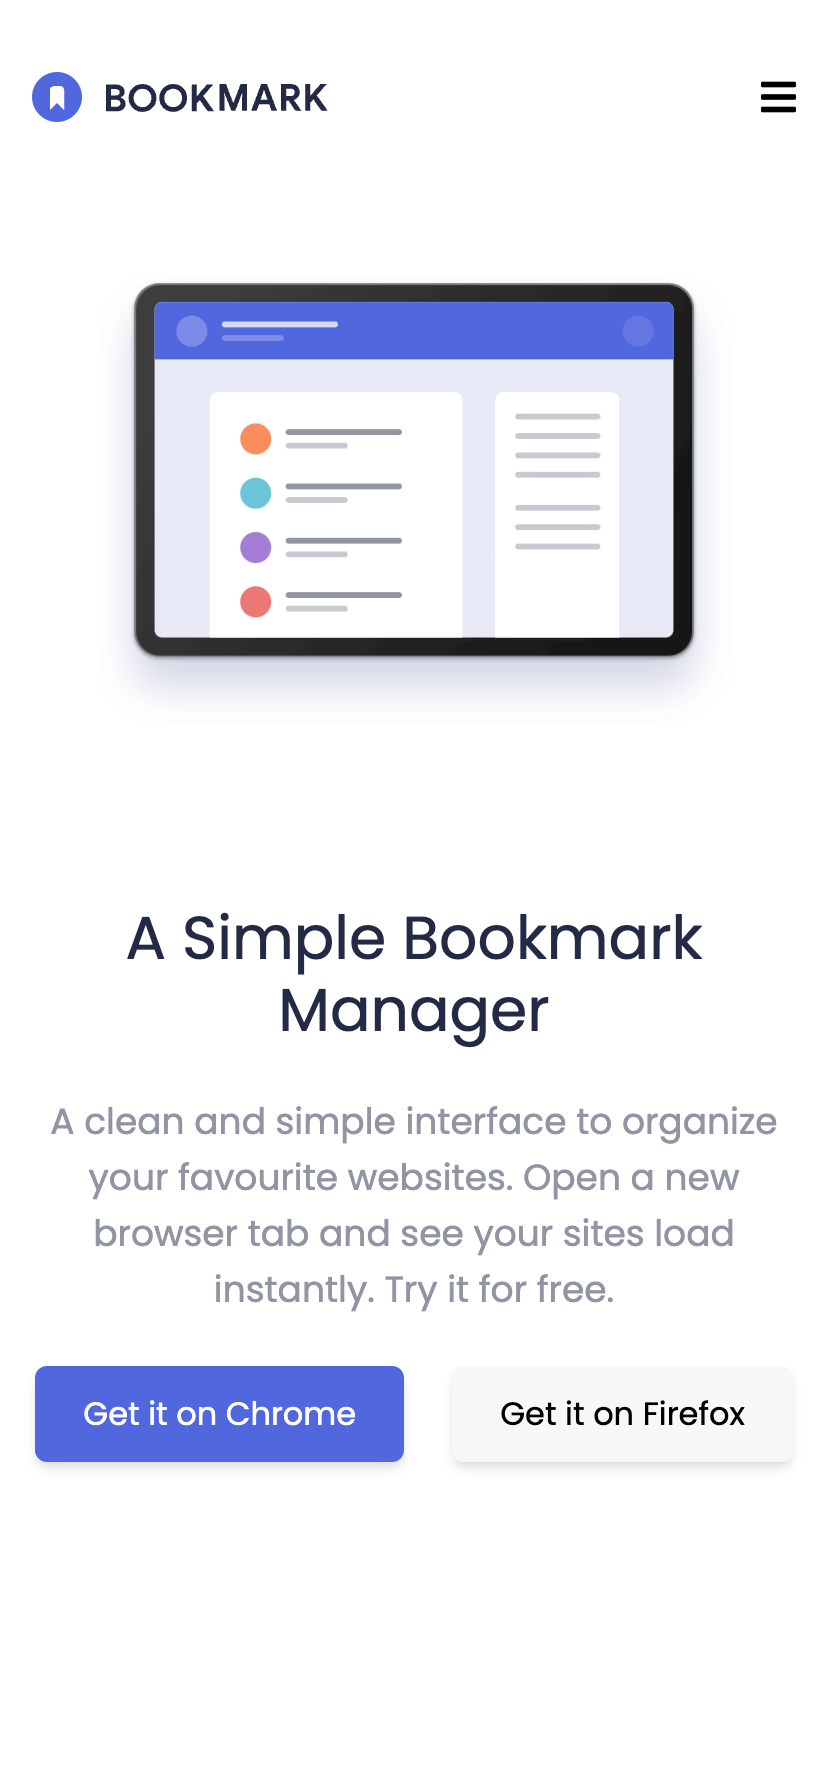 BOOKMARK
A Simple Bookmark
Manager
A clean and simple interface to organize
your favourite websites. Open a new
browser tab and see your sites load
instantly. Try it for free.
Get it on Chrome
Get it on Firefox